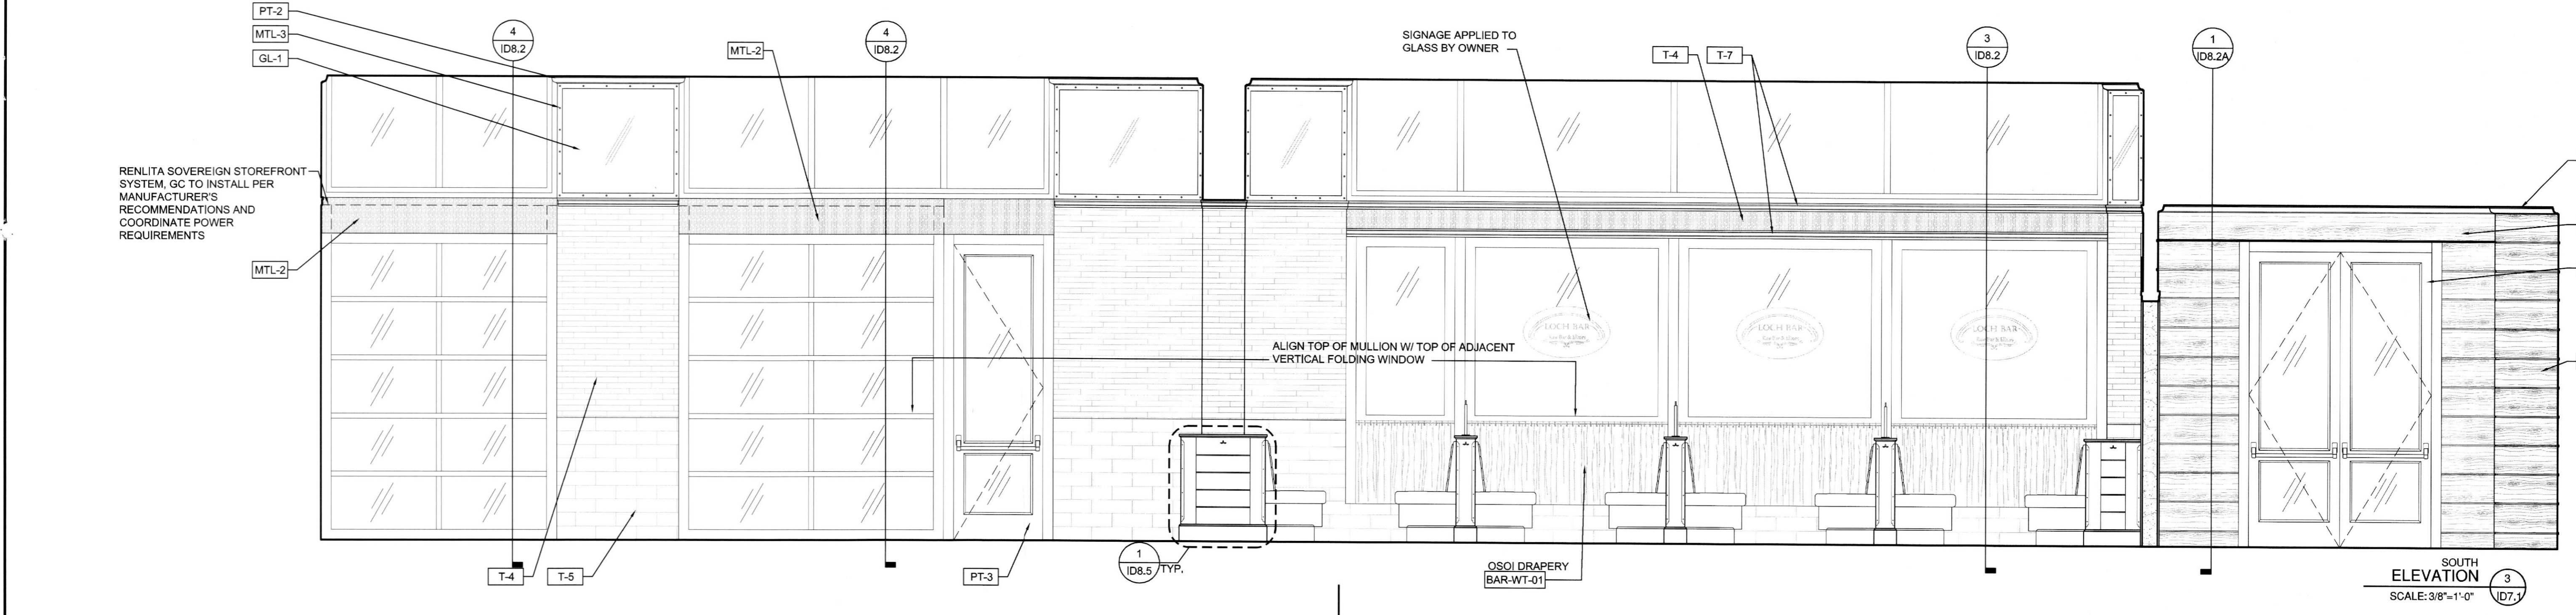 PT-2
MTL-3
GL-1
4
ID8.2
MTL-2
4
ID8.2
SIGNAGE APPLIED TO
GLASS BY OWNER
T-4
T-7
3
ID8.2
1
ID8.2A
RENLITA SOVEREIGN STOREFRONT
SYSTEM, GC TO INSTALL PER
MANUFACTURER'S
RECOMMENDATIONS AND
COORDINATE POWER
REQUIREMENTS
MTL-2
LOCH BAR
LOCH BAR
LOCH BAR
ALIGN TOP OF MULLION W/ TOP OF ADJACENT
VERTICAL FOLDING WINDOW
T-4
T-5
PT-3
1
ID8.5
TYP.
OSOI DRAPERY
BAR-WT-01
SOUTH
ELEVATION
SCALE: 3/8"=1'-0"
3
ID7.1